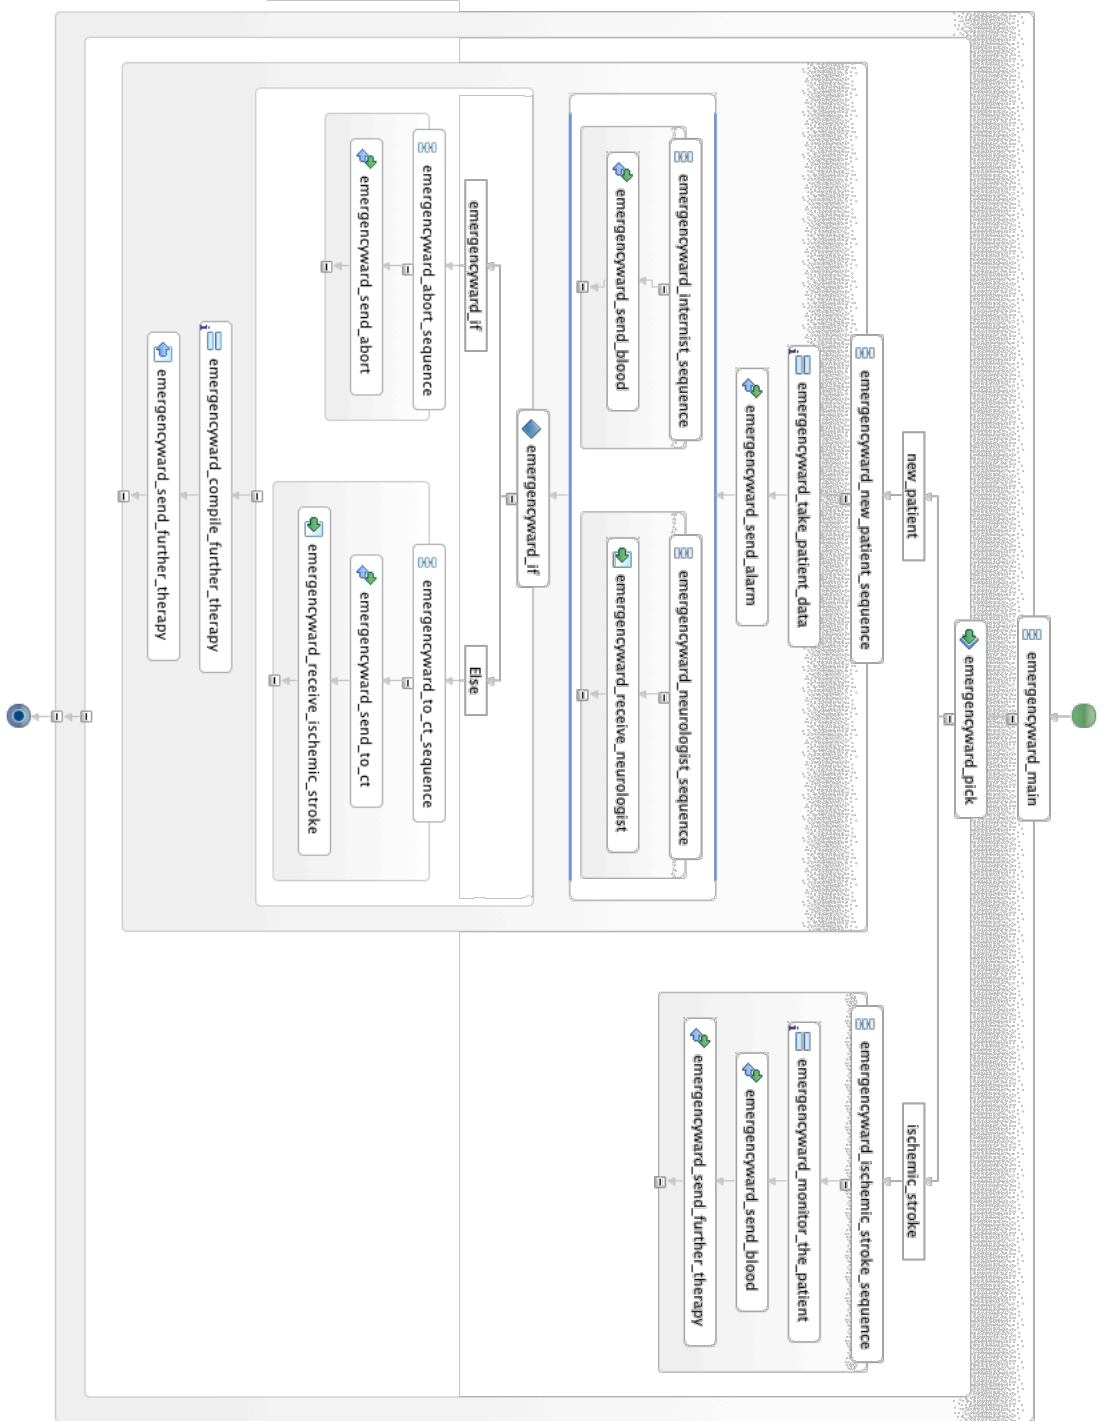 emergencyward_main
emergencyward_pick
new_patient
emergencyward_new_patient_sequence
emergencyward_take_patient_data
emergencyward_send_alarm
emergencyward_internist_sequence
emergencyward_send_blood
emergencyward_neurologist_sequence
emergencyward_receive_neurologist
emergencyward_if
emergencyward_if
emergencyward_abort_sequence
emergencyward_send_abort
Else
emergencyward_to_ct_sequence
emergencyward_send_to_ct
emergencyward_receive_ischemic_stroke
emergencyward_compile_further_therapy
emergencyward_send_further_therapy
ischemic_stroke
emergencyward_ischemic_stroke_sequence
emergencyward_monitor_the_patient
emergencyward_send_blood
emergencyward_send_further_therapy